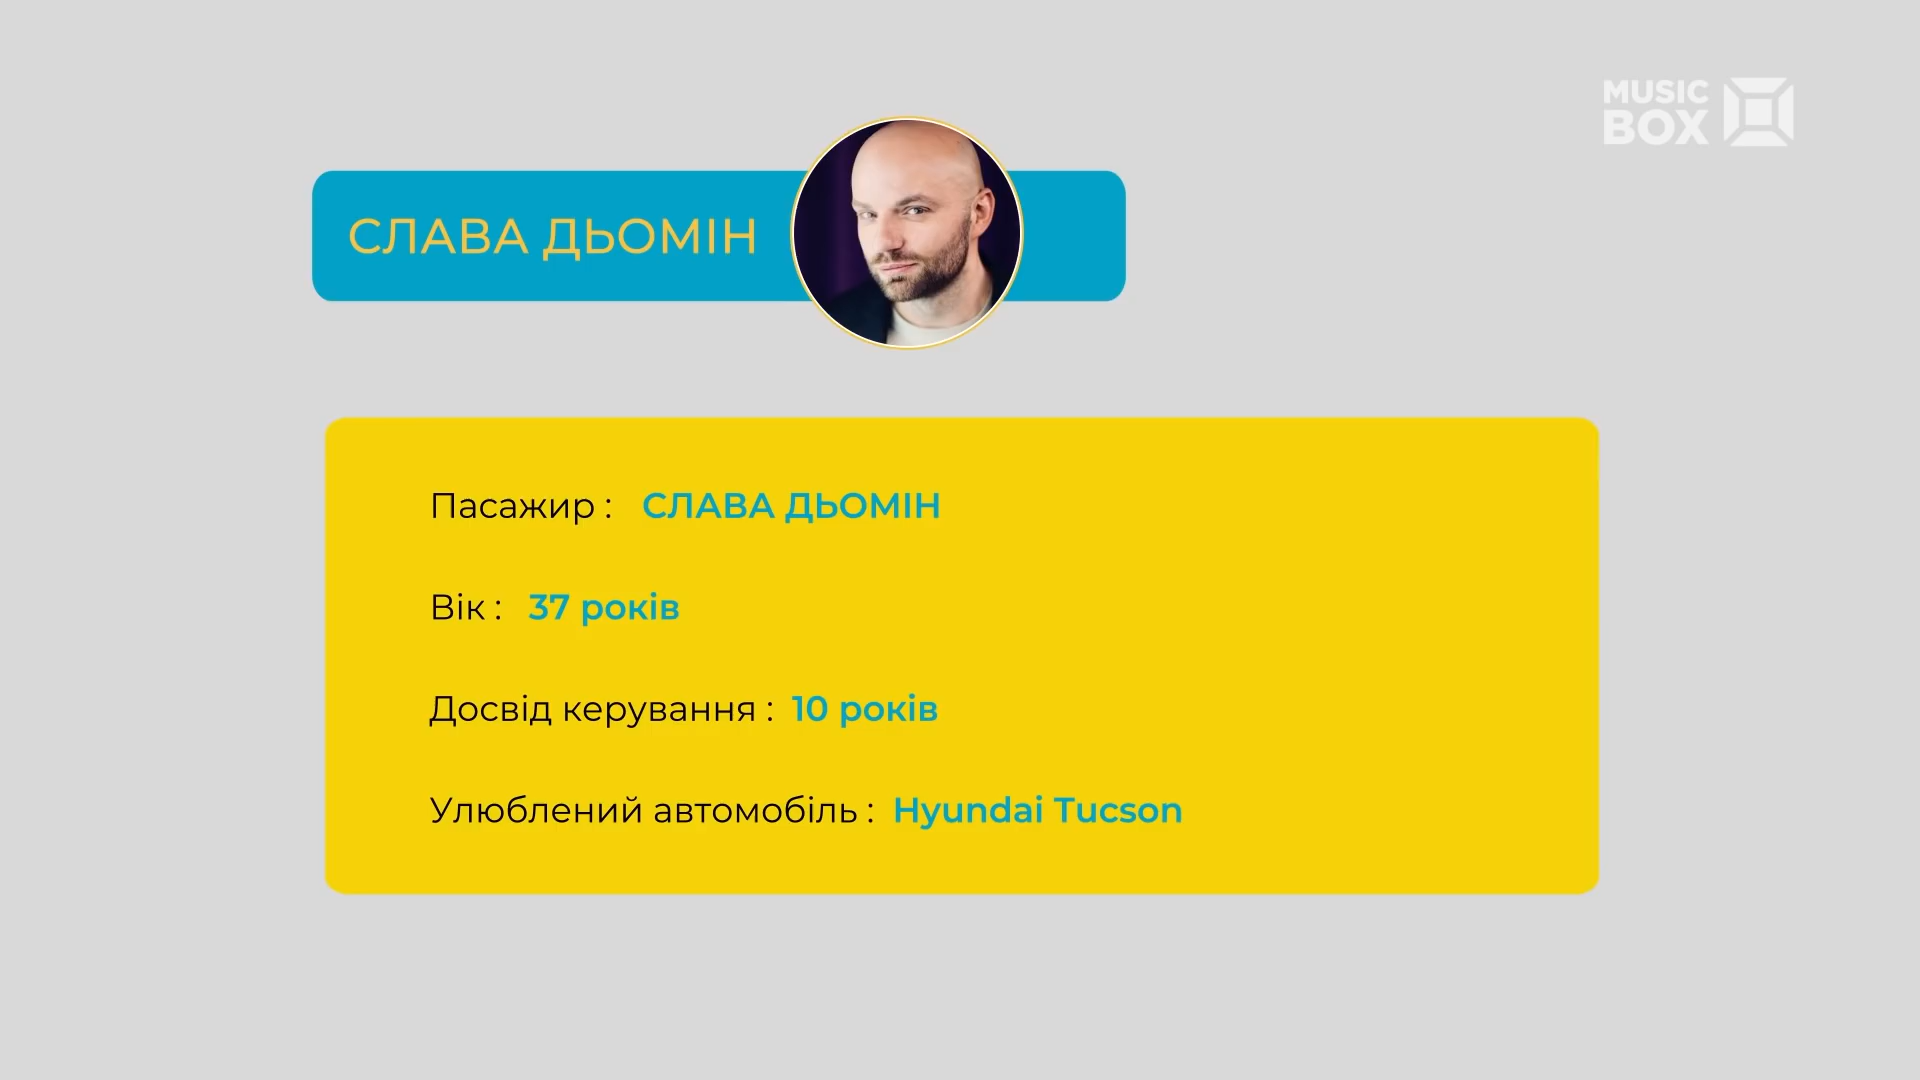 MUSIC
BOX
СЛАВА ДЬОМІН
Пасажир : СЛАВА ДЬОМІН
Вік : 37 років
Досвід керування : 10 років
Улюблений автомобіль : Hyundai Tucson